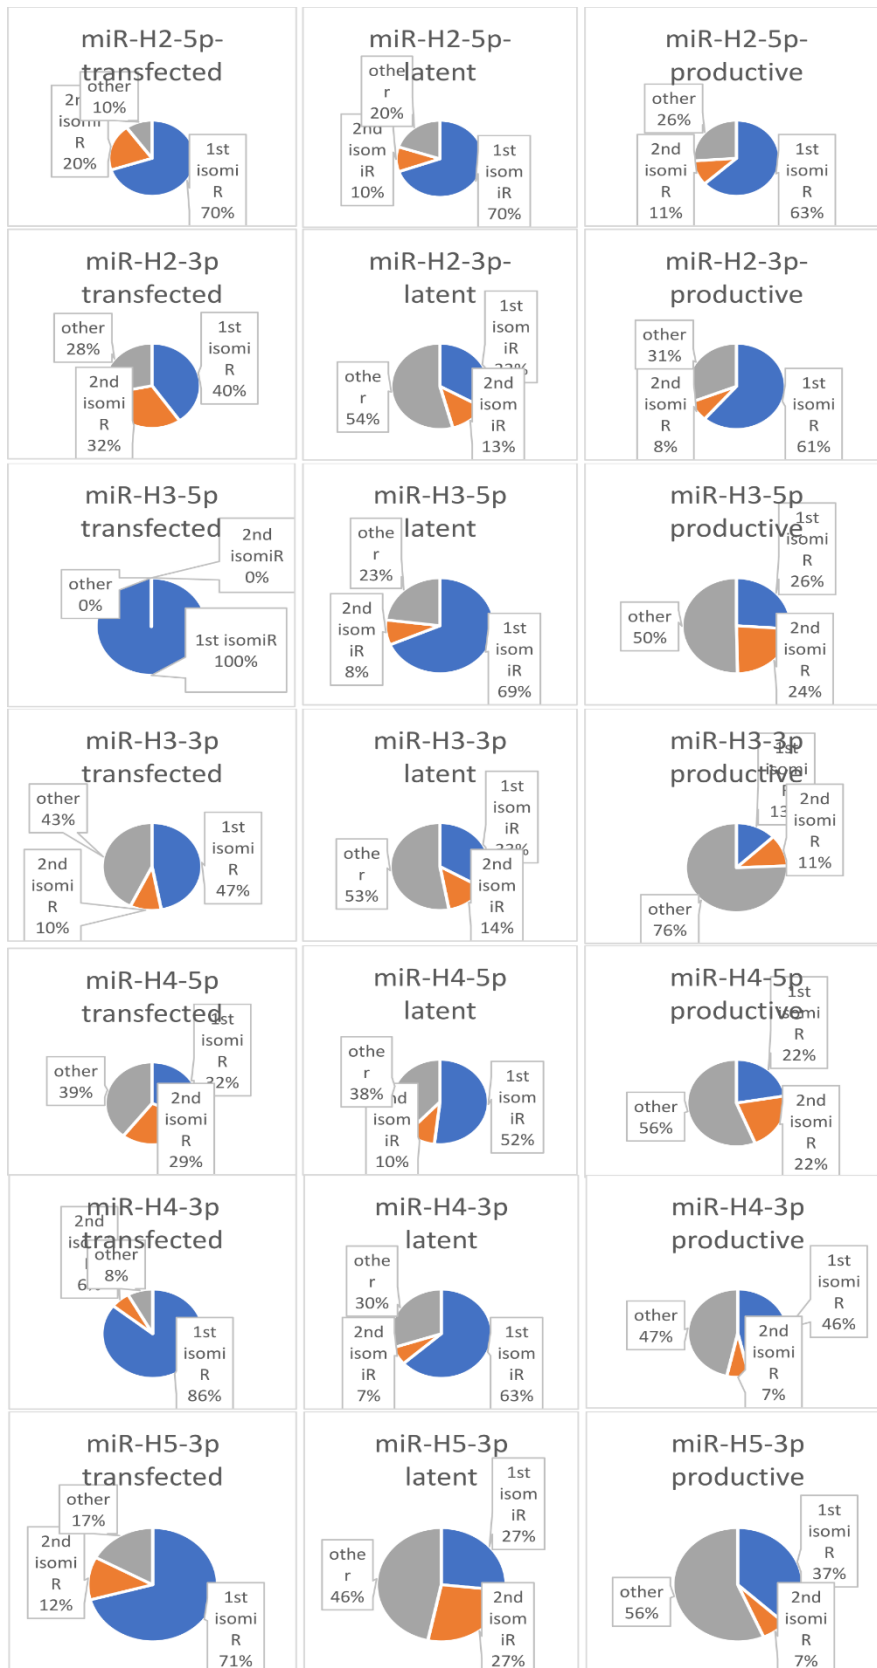 miR-H2-5p-
transfected
other
10%
isomi
R
20%
1st
isomi
R
70%
miR-H2-5p-
latent
othe
r
20%
2nd
isom
iR
10%
1st
isom
iR
70%
miR-H2-5p-
productive
other
26%
2nd
isomi
R
11%
1st
isomi
R
63%
miR-H2-3p
transfected
other
28%
2nd
isomi
R
32%
1st
isomi
R
40%
miR-H2-3p-
latent
othe
r
54%
1st
isom
iR
2nd
isom
iR
13%
miR-H2-3p-
productive
other
31%
2nd
isomi
R
8%
1st
isomi
R
61%
miR-H3-5p
transfected
other
0%
2nd
isomiR
0%
1st isomiR
100%
miR-H3-5p
latent
othe
r
23%
2nd
isom
iR
8%
1st
isom
iR
69%
miR-H3-5p
productive
other
50%
1st
isomi
R
26%
2nd
isomi
R
24%
miR-H3-3p
transfected
other
43%
2nd
isomi
R
10%
1st
isomi
R
47%
miR-H3-3p
latent
othe
r
53%
1st
isom
iR
2nd
isom
iR
14%
miR-H3-3p
productive
1st
2nd
isomi
R
11%
other
76%
miR-H4-5p
transfected
other
39%
1st
isomi
R
32%
2nd
isomi
R
29%
miR-H4-5p
latent
othe
r
38%
isom
iR
10%
1st
isom
iR
52%
miR-H4-5p
productive
other
56%
1st
isomi
R
22%
2nd
isomi
R
22%
miR-H4-3p
transfected
2nd
other
8%
1st
isomi
R
86%
miR-H4-3p
latent
othe
r
30%
2nd
isom
iR
7%
1st
isom
iR
63%
miR-H4-3p
productive
other
47%
1st
isomi
R
46%
2nd
isomi
R
7%
miR-H5-3p
transfected
other
17%
2nd
isomi
R
12%
1st
isomi
R
71%
miR-H5-3p
latent
othe
r
46%
1st
isom
iR
27%
2nd
isom
iR
27%
miR-H5-3p
productive
other
56%
1st
isomi
R
37%
2nd
isomi
R
7%